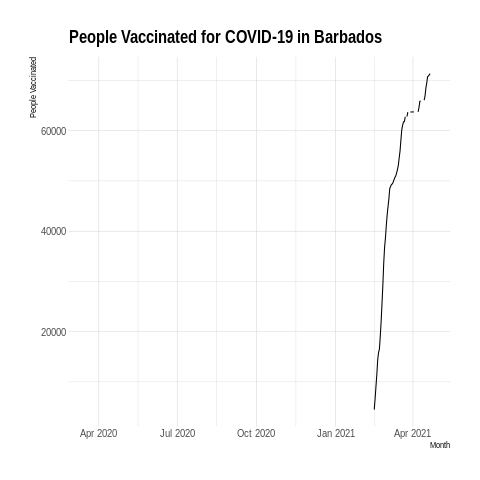 People Vaccinated for COVID-19 in Barbados
People Vaccinated
60000
40000
20000
Apr 2020 Jul 2020 Oct 2020 Jan 2021 Apr 2021
Month